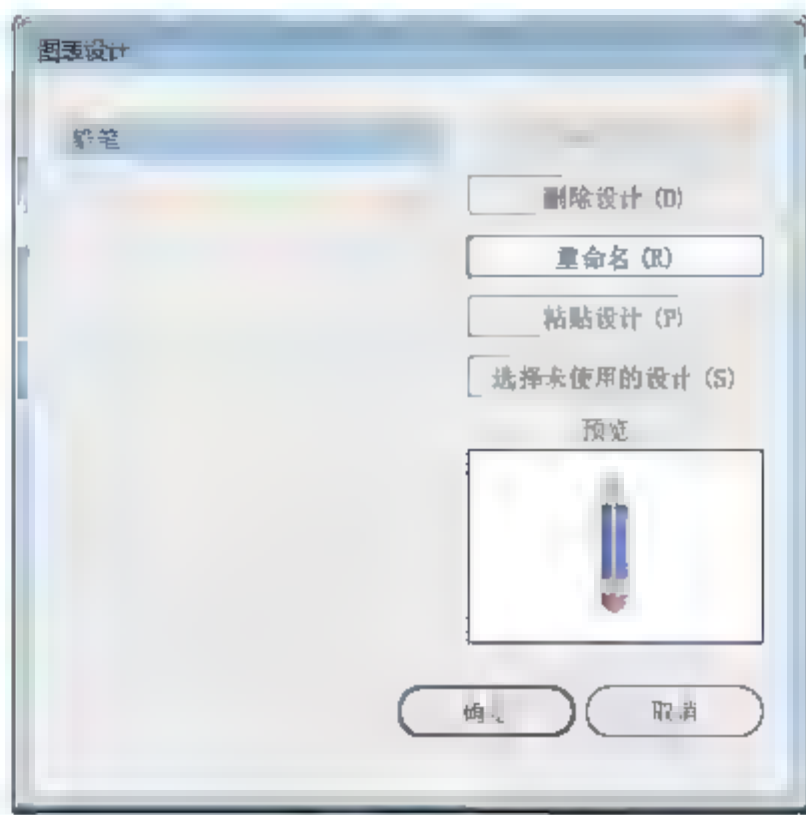 图表设计
铅笔
删除设计 (D)
重命名 (R)
粘贴设计 (P)
选择未使用的设计 (S)
预览
确定
取消